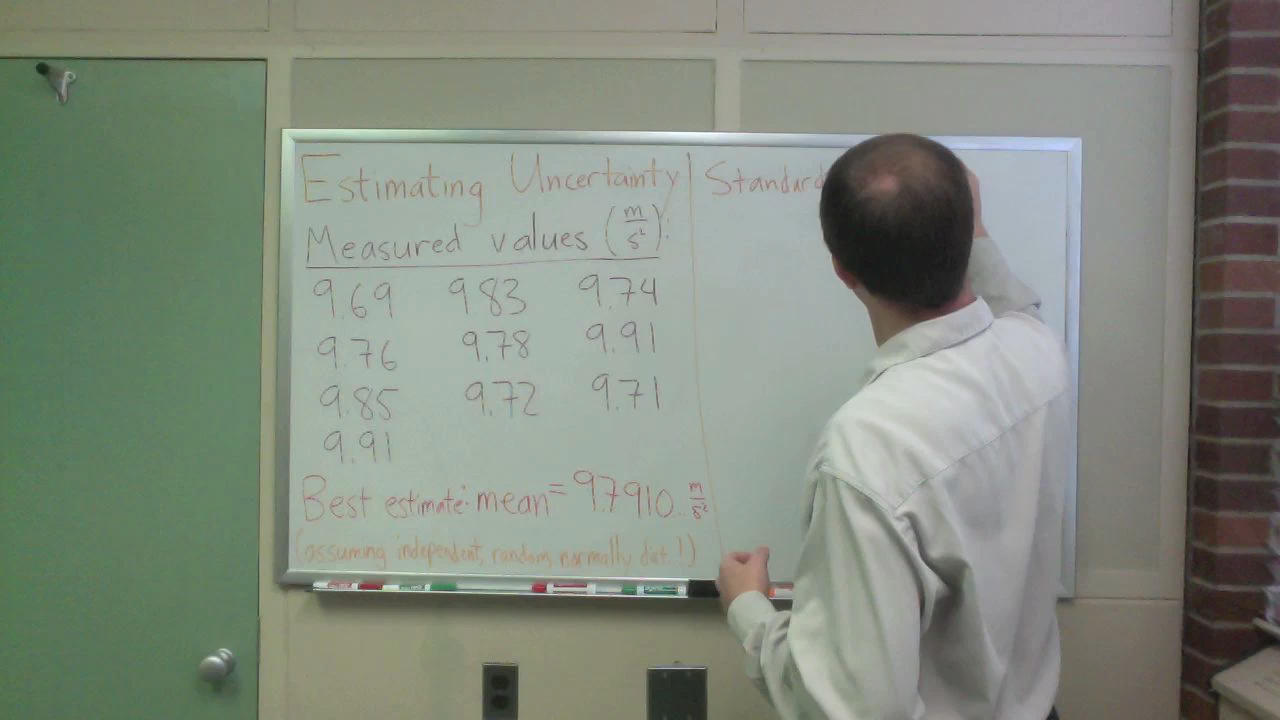 Estimating Uncertainty
Measured values (m/s²):
9.69 9.83 9.74
9.76 9.78 9.91
9.85 9.72 9.71
9.91
Best estimate: mean = 9.7910.. m/s²
(assuming independent, random, normally dist.!)
Standard